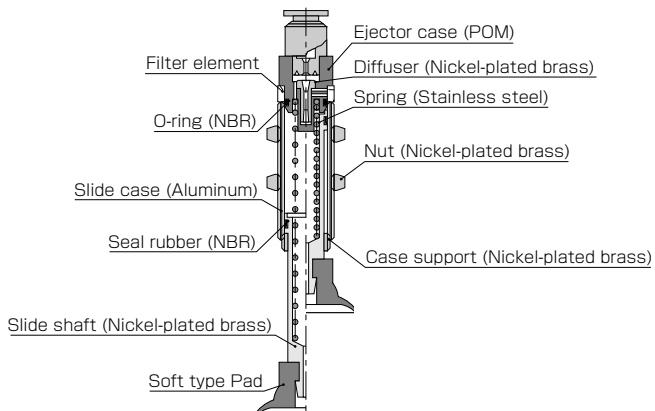 Ejector case (POM)
Filter element
Diffuser (Nickel-plated brass)
Spring (Stainless steel)
O-ring (NBR)
Nut (Nickel-plated brass)
Slide case (Aluminum)
Seal rubber (NBR)
Case support (Nickel-plated brass)
Slide shaft (Nickel-plated brass)
Soft type Pad